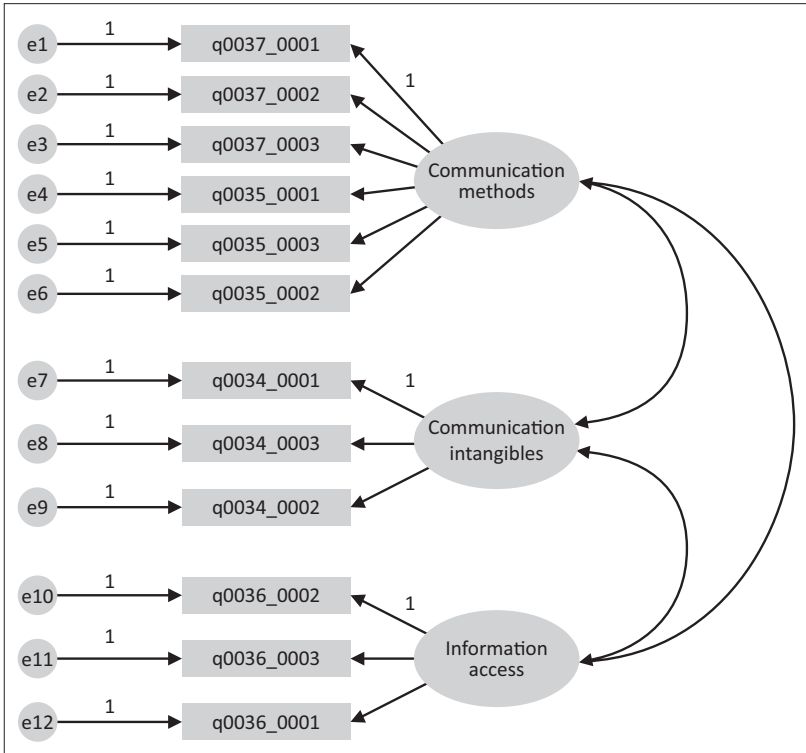 e1 1 q0037_0001
1
e2 1 q0037_0002
e3 1 q0037_0003
Communication
methods
e4 1 q0035_0001
e5 1 q0035_0003
e6 1 q0035_0002
e7 1 q0034_0001
1
Communication
intangibles
e8 1 q0034_0003
e9 1 q0034_0002
e10 1 q0036_0002
1
Information
access
e11 1 q0036_0003
e12 1 q0036_0001